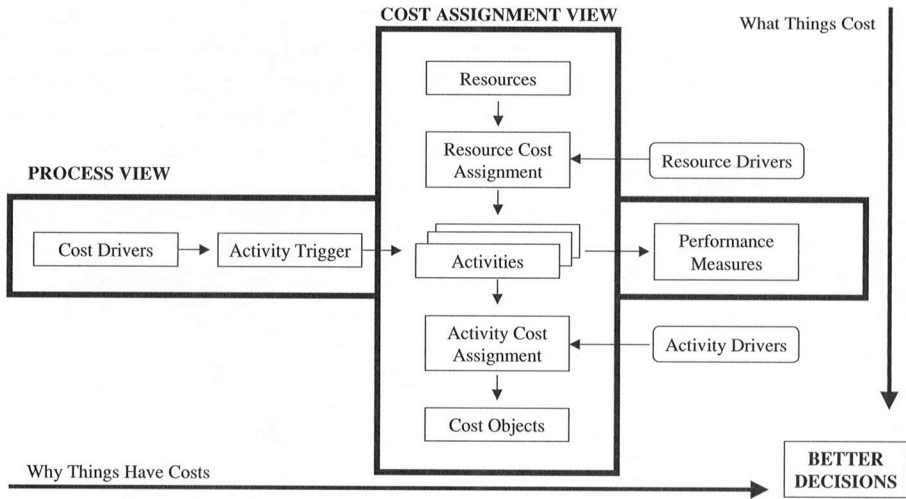 COST ASSIGNMENT VIEW
What Things Cost
Resources
Resource Cost
Assignment
Resource Drivers
PROCESS VIEW
Cost Drivers
Activity Trigger
Activities
Performance
Measures
Activity Cost
Assignment
Activity Drivers
Cost Objects
Why Things Have Costs
BETTER
DECISIONS